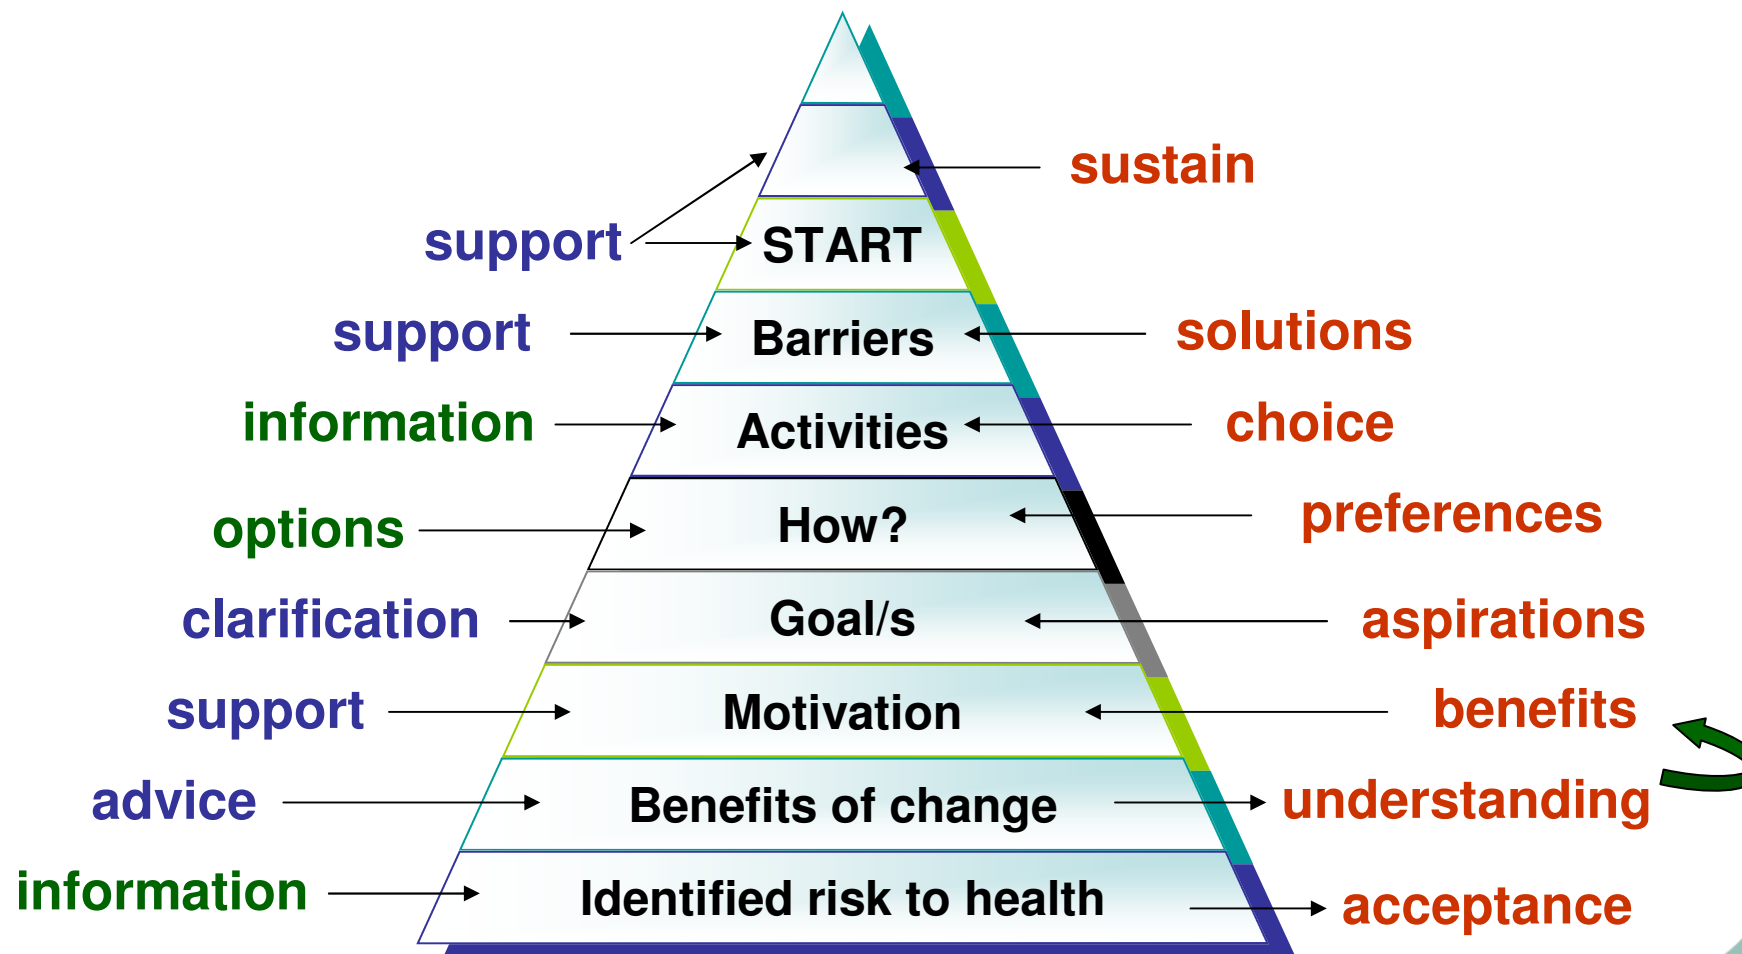 sustain
support START
support Barriers solutions
information Activities choice
options How? preferences
clarification Goal/s aspirations
support Motivation benefits
advice Benefits of change understanding
information Identified risk to health acceptance